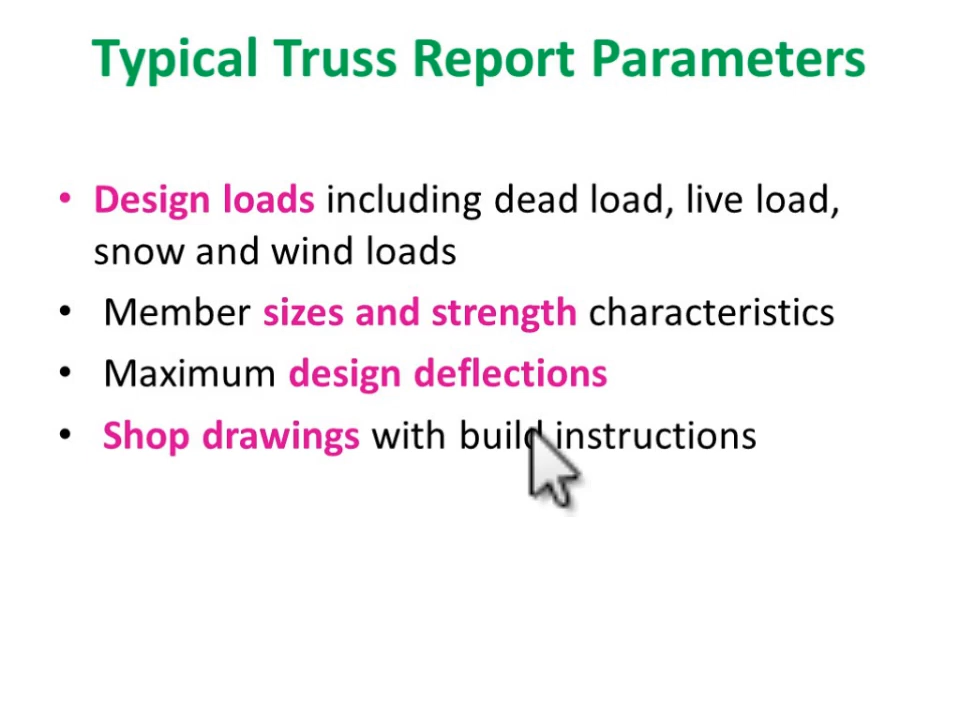 Typical Truss Report Parameters
• Design loads including dead load, live load,
snow and wind loads
• Member sizes and strength characteristics
• Maximum design deflections
• Shop drawings with build instructions